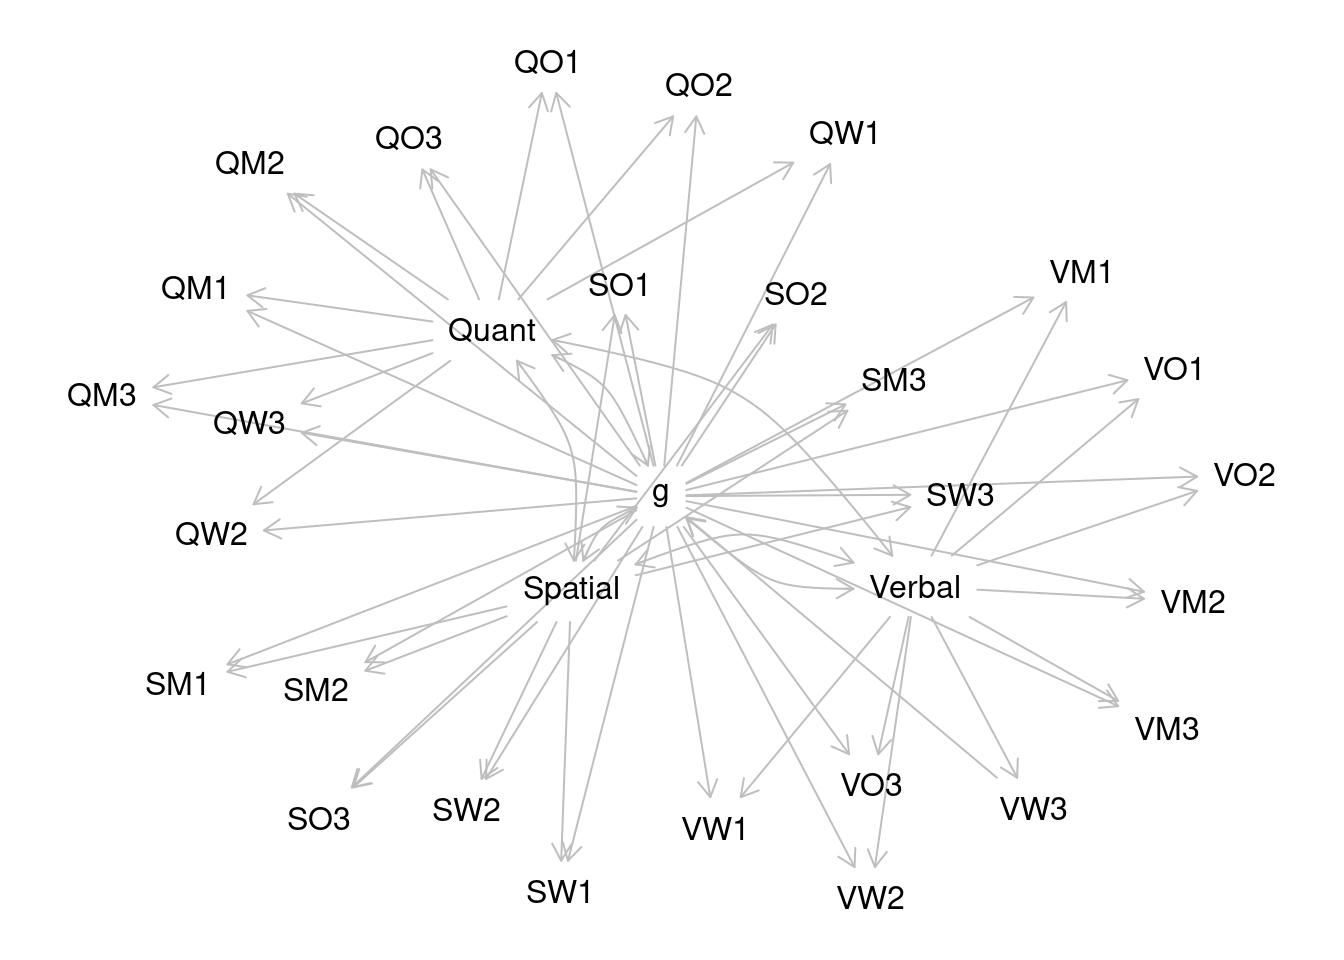 QO1
QO2
QW1
QO3
QM2
VM1
QM1
SO1
SO2
Quant
VO1
SM3
QM3
QW3
VO2
g
SW3
QW2
Spatial
Verbal
VM2
SM1
SM2
VM3
VO3
SO3
SW2
VW3
VW1
SW1
VW2